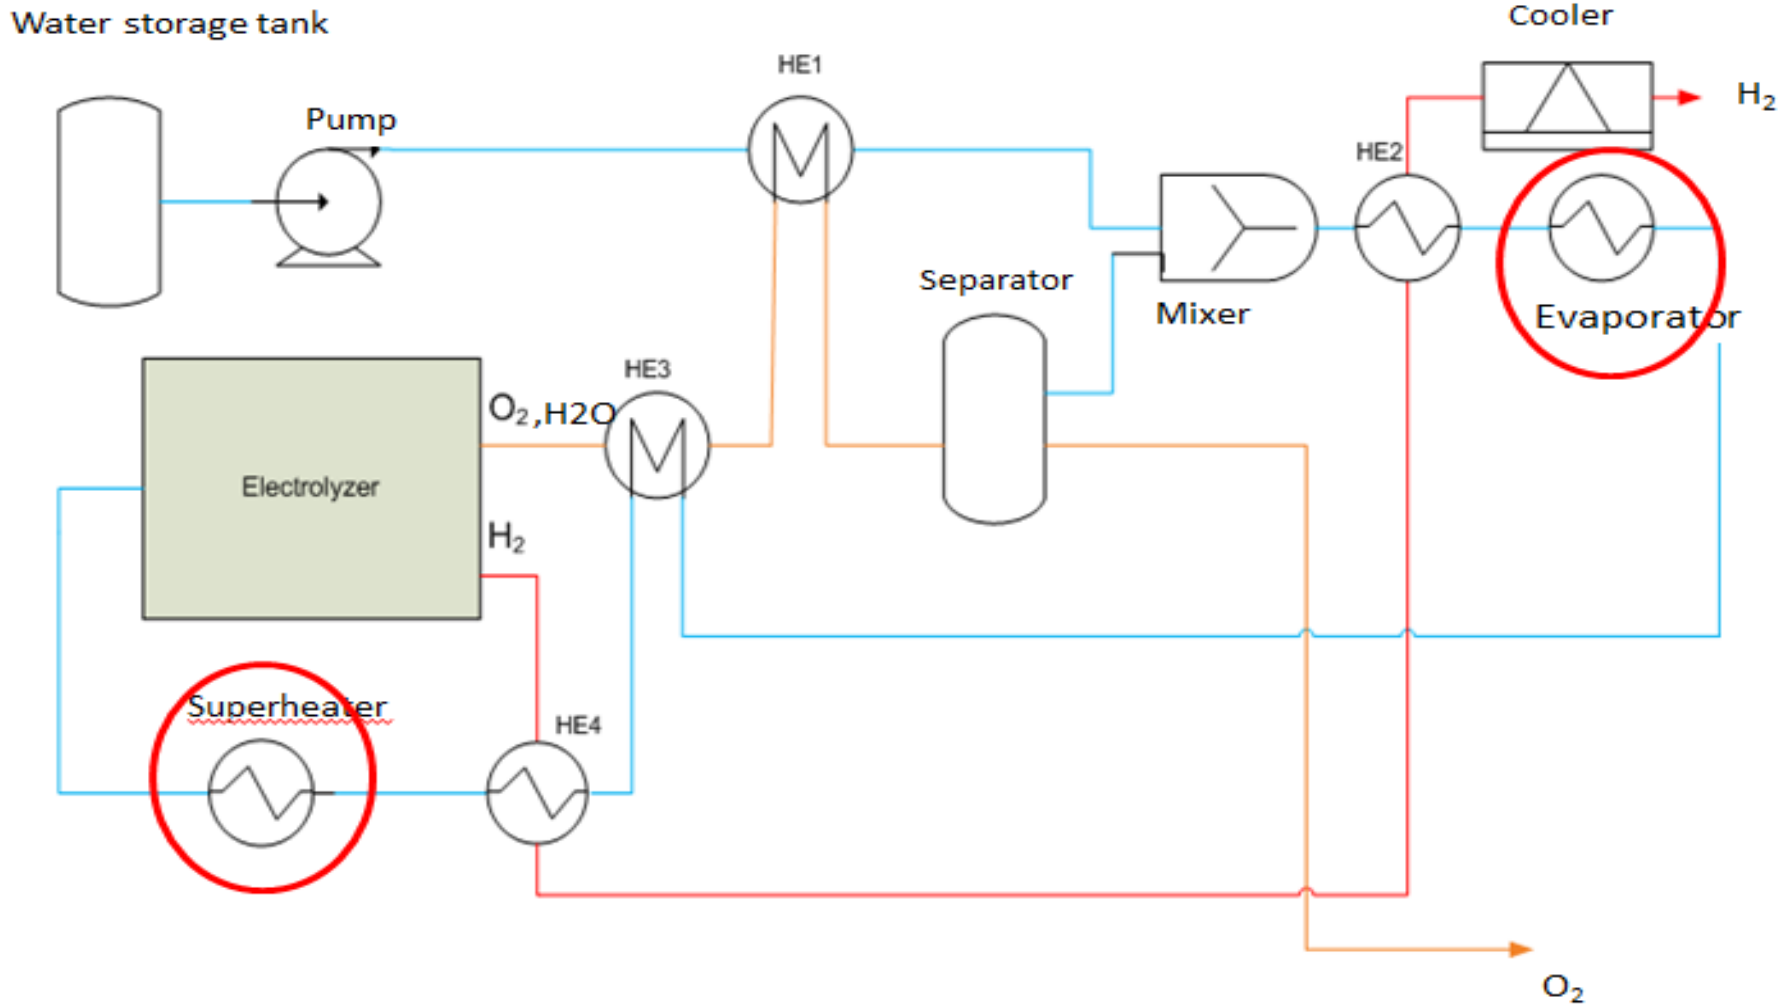 Water storage tank
Cooler
HE1
H₂
Pump
HE2
Separator
Mixer
Evaporator
HE3
O₂,H2O
Electrolyzer
H₂
Superheater
HE4
O₂